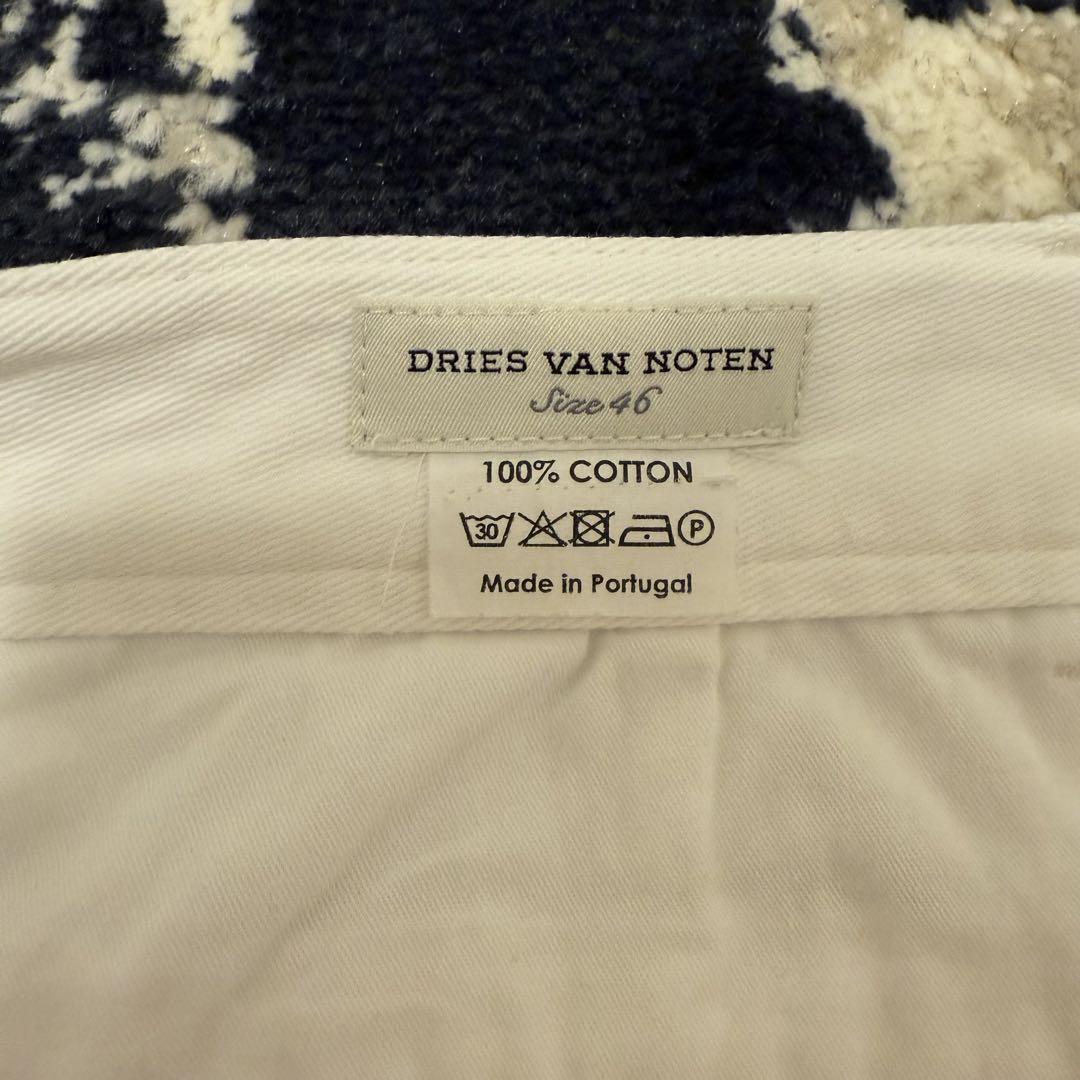 DRIES VAN NOTEN
Size 46
100% COTTON
30 P
Made in Portugal